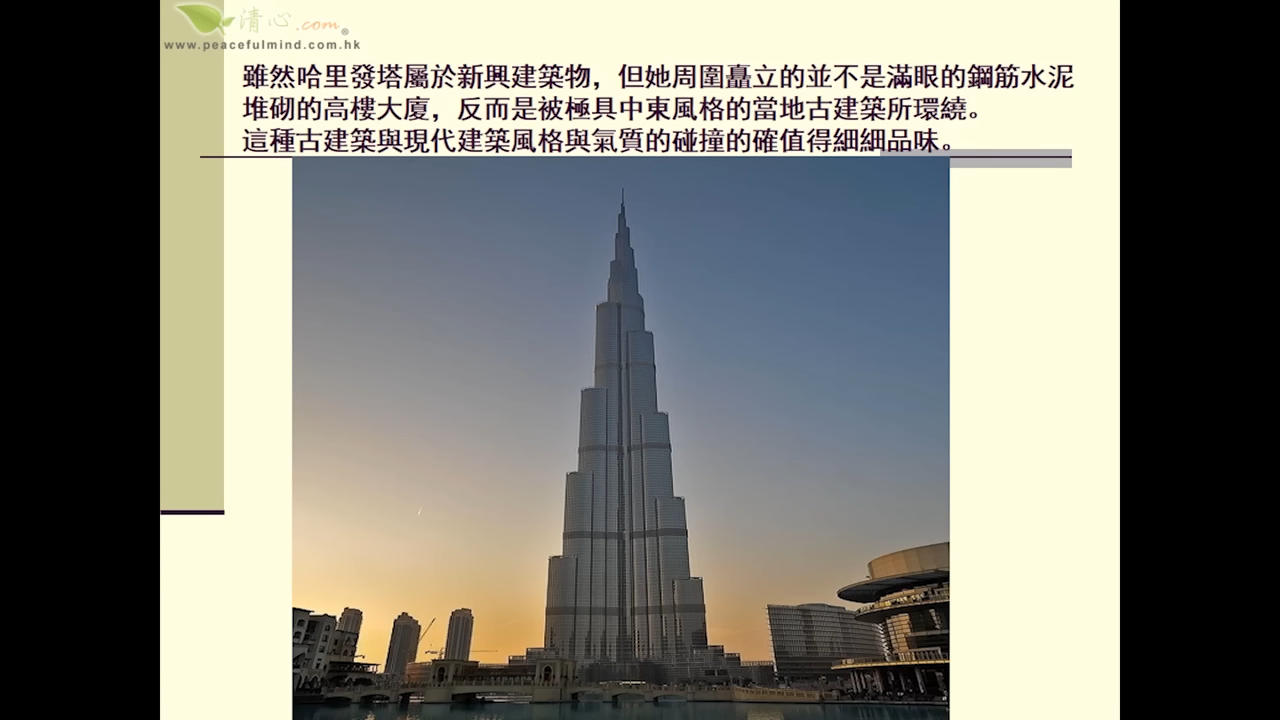 清心.com®
www.peacefulmind.com.hk
雖然哈里發塔屬於新興建築物，但她周圍矗立的並不是滿眼的鋼筋水泥
堆砌的高樓大廈，反而是被極具中東風格的當地古建築所環繞。
這種古建築與現代建築風格與氣質的碰撞的確值得細細品味。